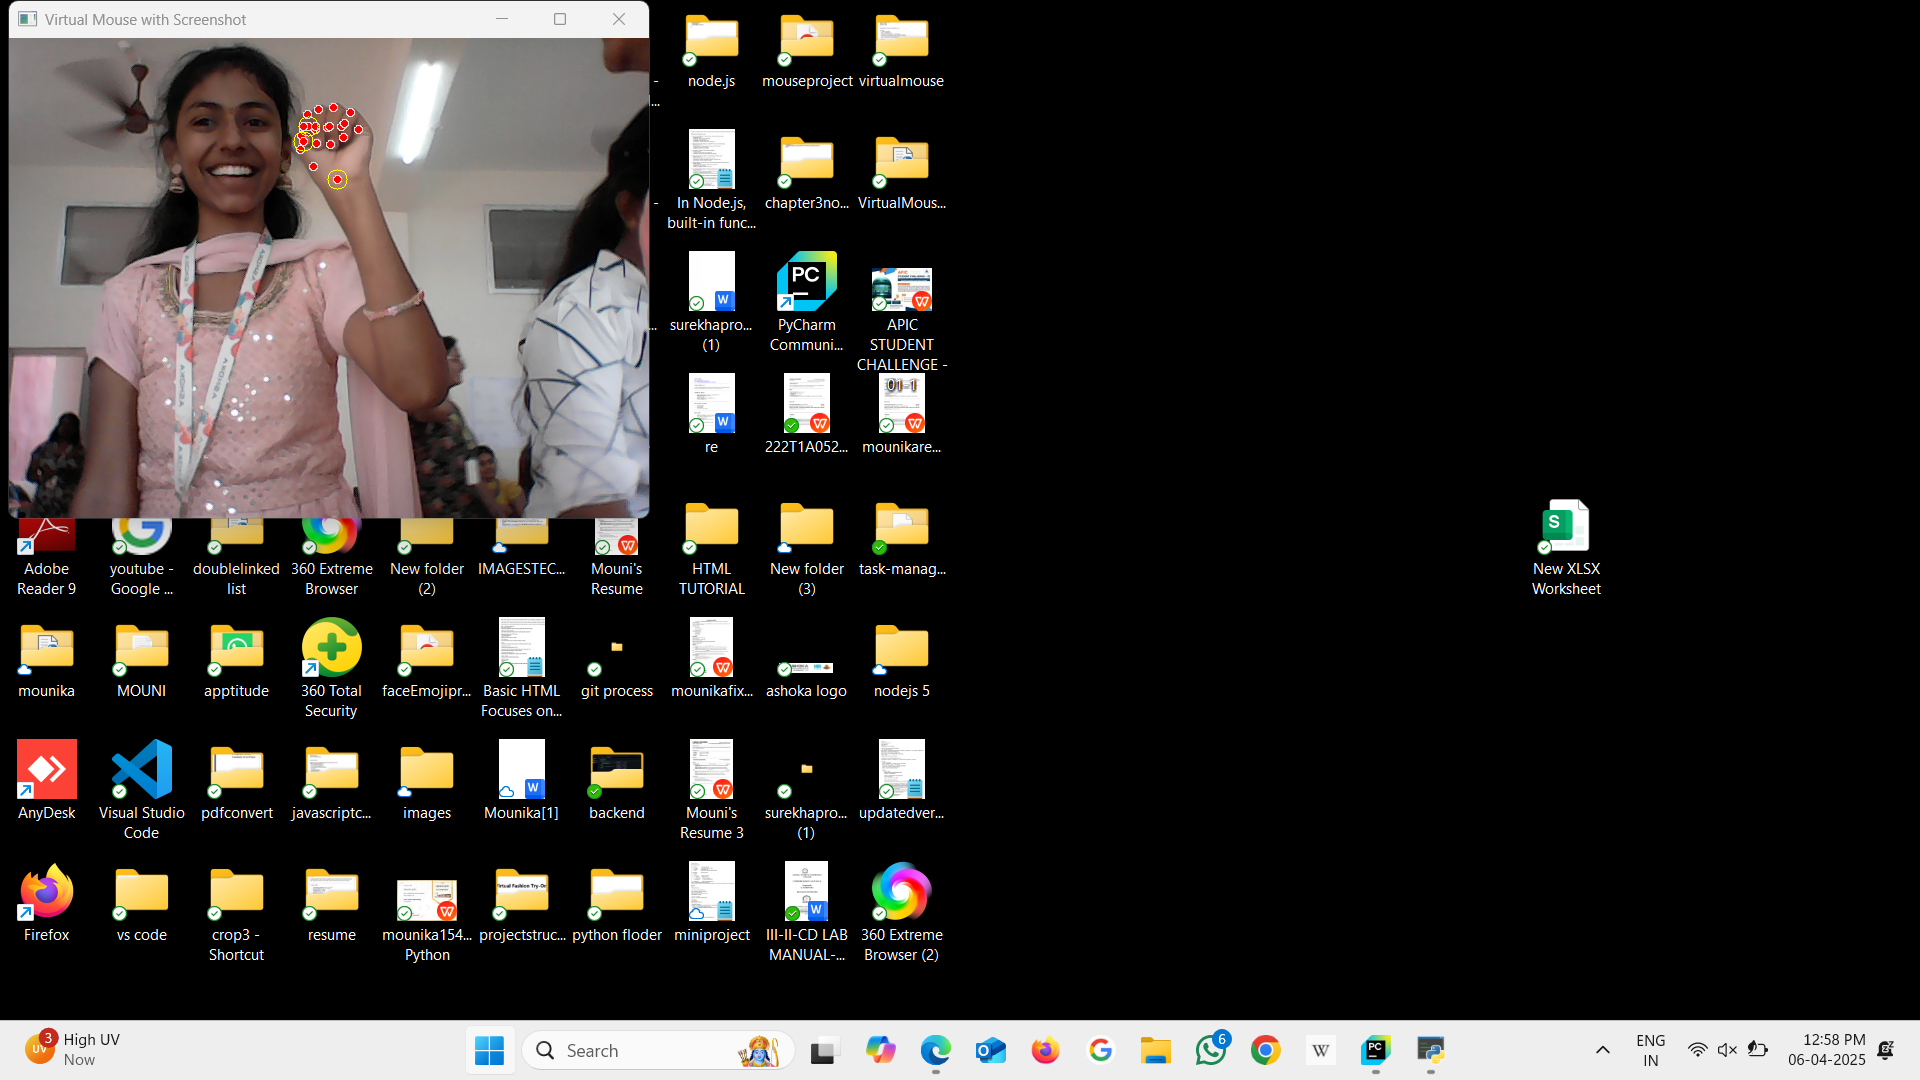 Virtual Mouse with Screenshot
node.js
mouseproject
virtualmouse
In Node.js,
built-in func...
chapter3no...
VirtualMous...
surekhapro...
(1)
PC
PyCharm
Communi...
APIC
STUDENT
CHALLENGE -
re
222T1A052...
01-1
mounikare...
Adobe
Reader 9
youtube -
Google ...
doublelinked
list
360 Extreme
Browser
New folder
(2)
IMAGESTEC...
Mouni's
Resume
HTML
TUTORIAL
New folder
(3)
task-manag...
S
New XLSX
Worksheet
mounika
MOUNI
apptitude
360 Total
Security
faceEmojipr...
Basic HTML
Focuses on...
git process
mounikafix...
ashoka logo
nodejs 5
AnyDesk
Visual Studio
Code
pdfconvert
javascriptc...
images
Mounika[1]
backend
Mouni's
Resume 3
surekhapro...
(1)
updatedver...
Firefox
vs code
crop3 -
Shortcut
resume
mounika154...
Python
projectstruc...
python floder
miniproject
III-II-CD LAB
MANUAL-...
360 Extreme
Browser (2)
UV
3
High UV
Now
Search
6
W
PC
ENG
IN
12:58 PM
06-04-2025